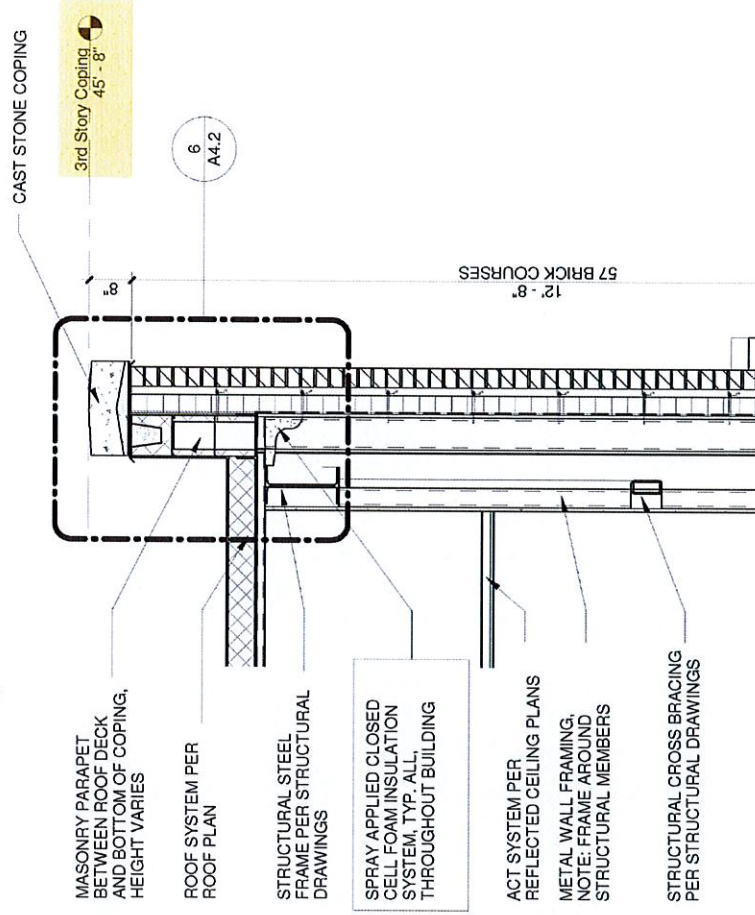 CAST STONE COPING
3rd Story Coping
45' - 8"
6
A4.2
8"
57 BRICK COURSES
12' - 8"
MASONRY PARAPET
BETWEEN ROOF DECK
AND BOTTOM OF COPING,
HEIGHT VARIES
ROOF SYSTEM PER
ROOF PLAN
STRUCTURAL STEEL
FRAME PER STRUCTURAL
DRAWINGS
SPRAY APPLIED CLOSED
CELL FOAM INSULATION
SYSTEM, TYP. ALL,
THROUGHOUT BUILDING
ACT SYSTEM PER
REFLECTED CEILING PLANS
METAL WALL FRAMING,
NOTE: FRAME AROUND
STRUCTURAL MEMBERS
STRUCTURAL CROSS BRACING
PER STRUCTURAL DRAWINGS